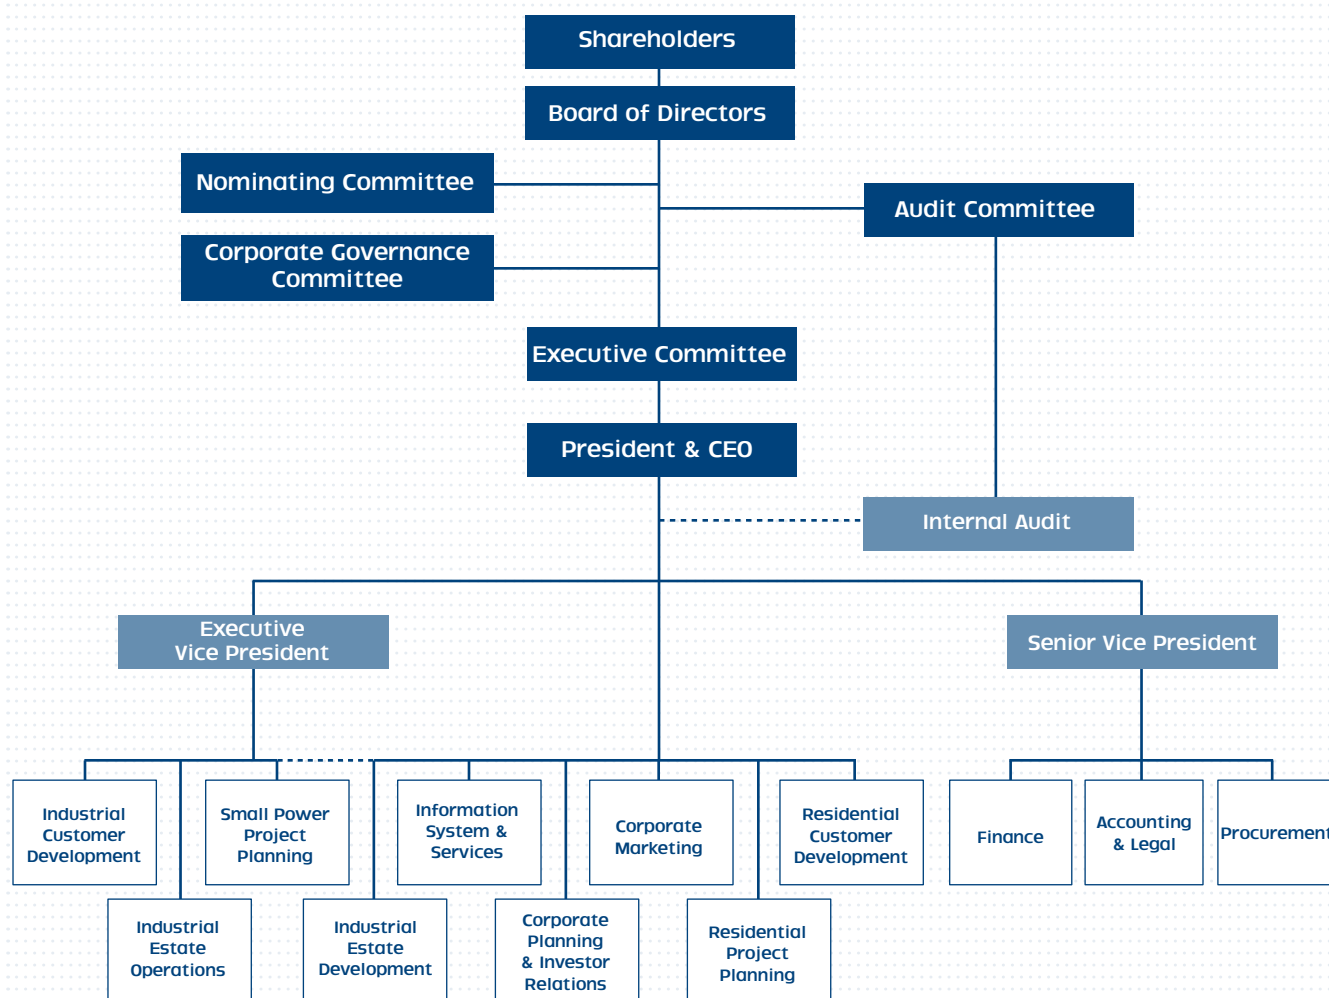 Shareholders
Board of Directors
Nominating Committee
Audit Committee
Corporate Governance
Committee
Executive Committee
President & CEO
Internal Audit
Executive
Vice President
Senior Vice President
Industrial
Customer
Development
Small Power
Project
Planning
Information
System &
Services
Corporate
Marketing
Residential
Customer
Development
Finance
Accounting
& Legal
Procurement
Industrial
Estate
Operations
Industrial
Estate
Development
Corporate
Planning
& Investor
Relations
Residential
Project
Planning